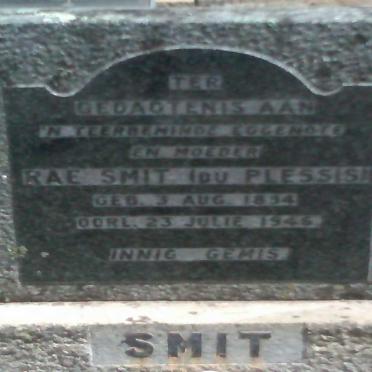 TER
GEDAGTENIS AAN
'N TEERBEMINDE EGGENOTE
EN MOEDER
RAE SMIT (DU PLESSIS)
GEB. 3 AUG. 1894
OORL. 23 JULIE 1946
INNIG GEMIS.
SMIT